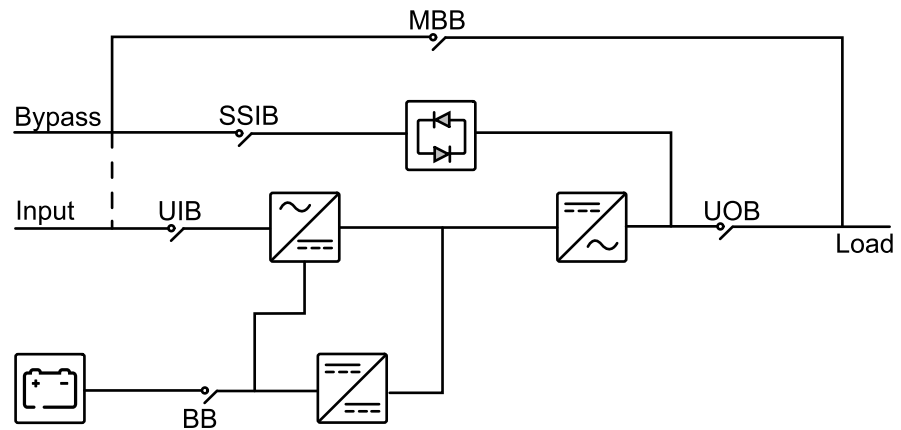 MBB
Bypass
SSIB
Input
UIB
UOB
Load
BB